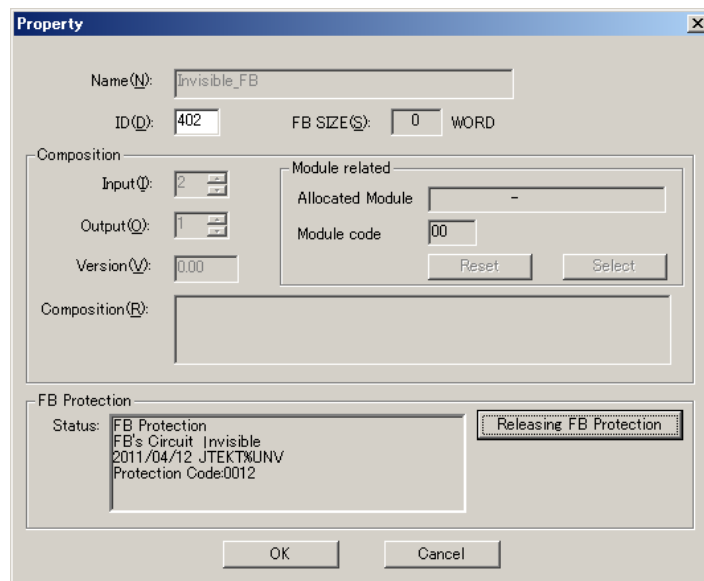 Property
Name(N): Invisible_FB
ID(D): 402 FB SIZE(S): 0 WORD
Composition
Module related
Input(I): 2
Allocated Module -
Output(O): 1
Module code 00
Version(V): 0.00
Reset Select
Composition(R):
FB Protection
Status: FB Protection
FB's Circuit Invisible
2011/04/12 JTEKT%UNV
Protection Code:0012
Releasing FB Protection
OK Cancel